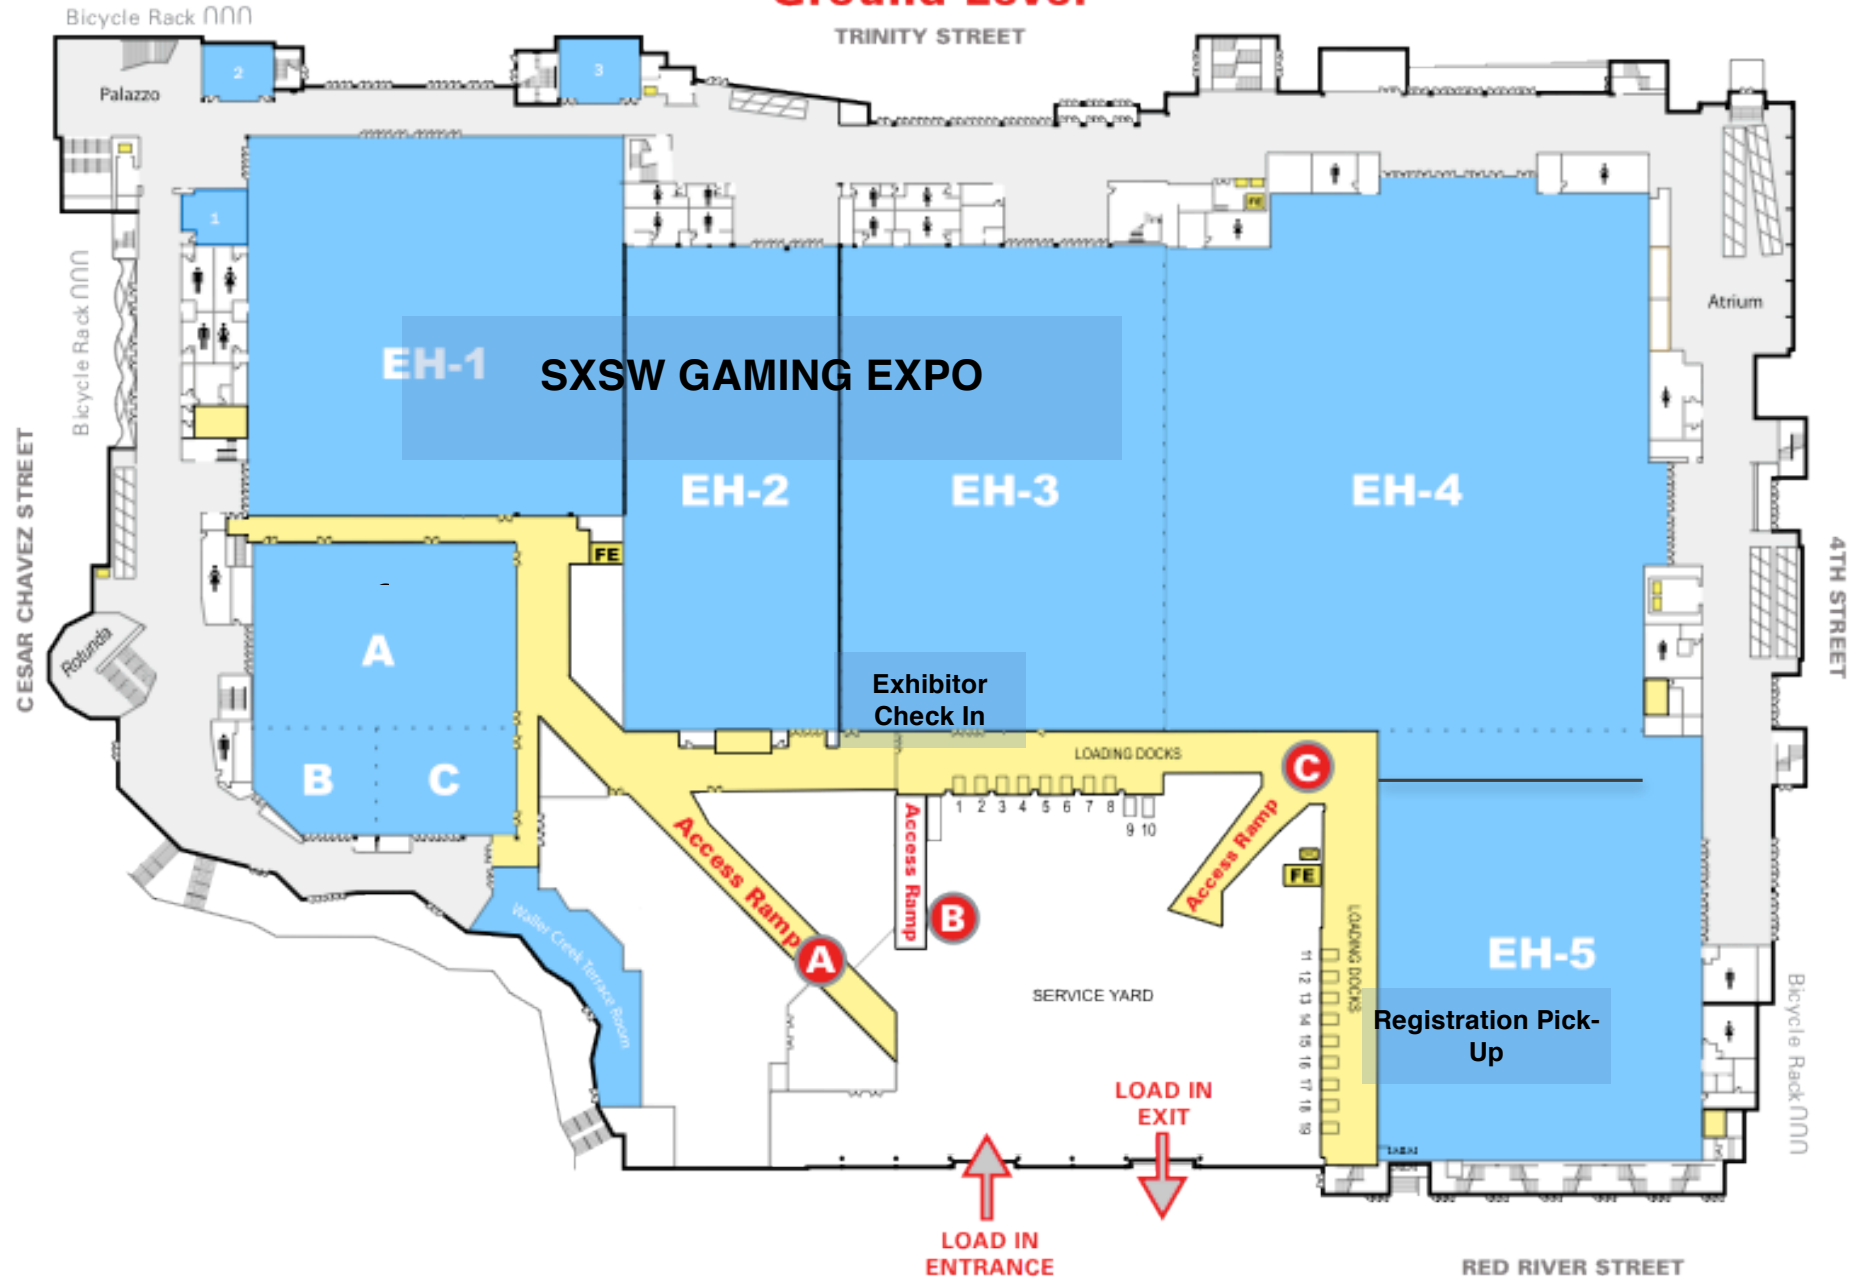 Ground Level
TRINITY STREET
Bicycle Rack
Palazzo
2
3
1
FE
Atrium
Bicycle Rack
EH-1
SXSW GAMING EXPO
EH-2
EH-3
EH-4
CESAR CHAVEZ STREET
4TH STREET
FE
Rotunda
A
B
C
Exhibitor
Check In
LOADING DOCKS
C
1 2 3 4 5 6 7 8
9 10
Access Ramp
Access Ramp
Access Ramp
FE
A
B
Waller Creek Terrace Room
SERVICE YARD
LOADING DOCKS
11
12
13
14
15
16
17
18
19
EH-5
Registration Pick-
Up
Bicycle Rack
LOAD IN
EXIT
LOAD IN
ENTRANCE
RED RIVER STREET